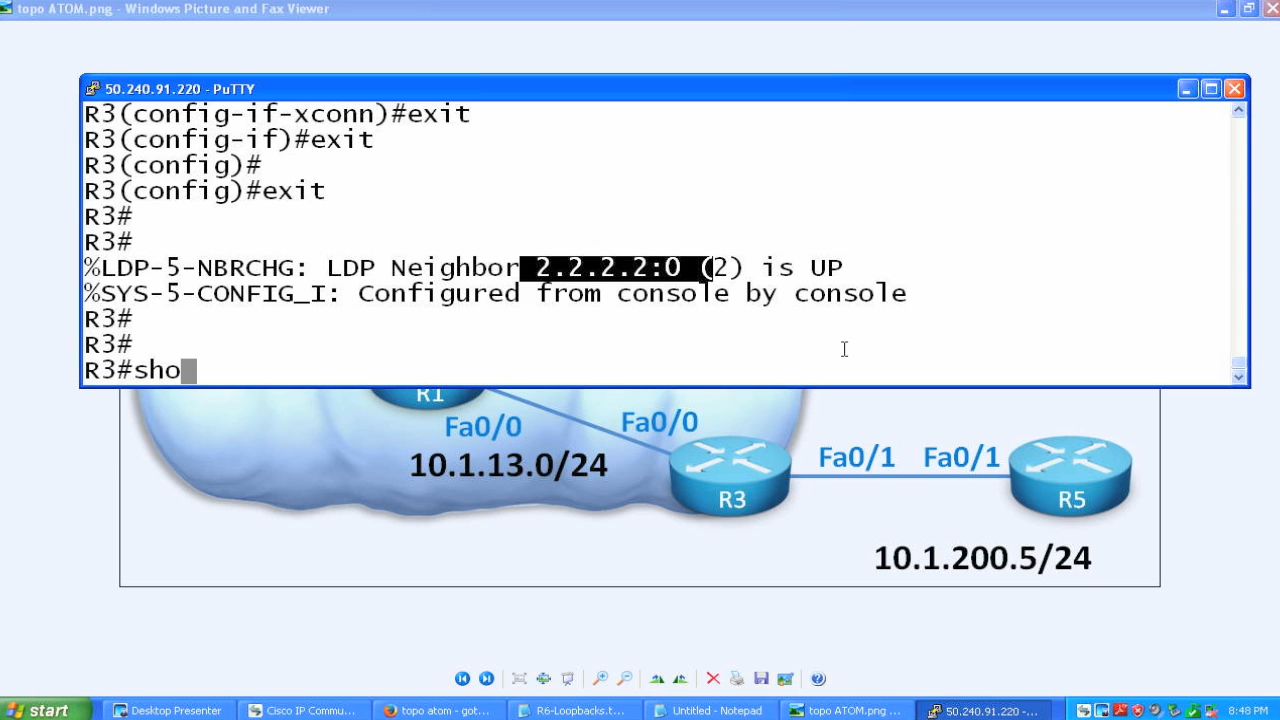 topo ATOM.png - Windows Picture and Fax Viewer
50.240.91.220 - PuTTY
R3(config-if-xconn)#exit
R3(config-if)#exit
R3(config)#
R3(config)#exit
R3#
R3#
%LDP-5-NBRCHG: LDP Neighbor 2.2.2.2:0 (2) is UP
%SYS-5-CONFIG_I: Configured from console by console
R3#
R3#
R3#sho
R1
Fa0/0
Fa0/0
10.1.13.0/24
Fa0/1
Fa0/1
R3
R5
10.1.200.5/24
start
Desktop Presenter
Cisco IP Commu...
topo atom - got...
R6-Loopbacks.t...
Untitled - Notepad
topo ATOM.png ...
50.240.91.220 -...
8:48 PM